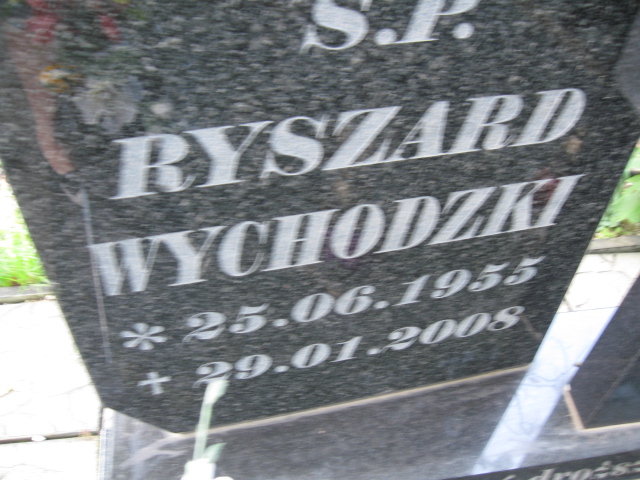 S.P.
RYSZARD
WYCHODZKI
* 25.06.1955
+ 29.01.2008